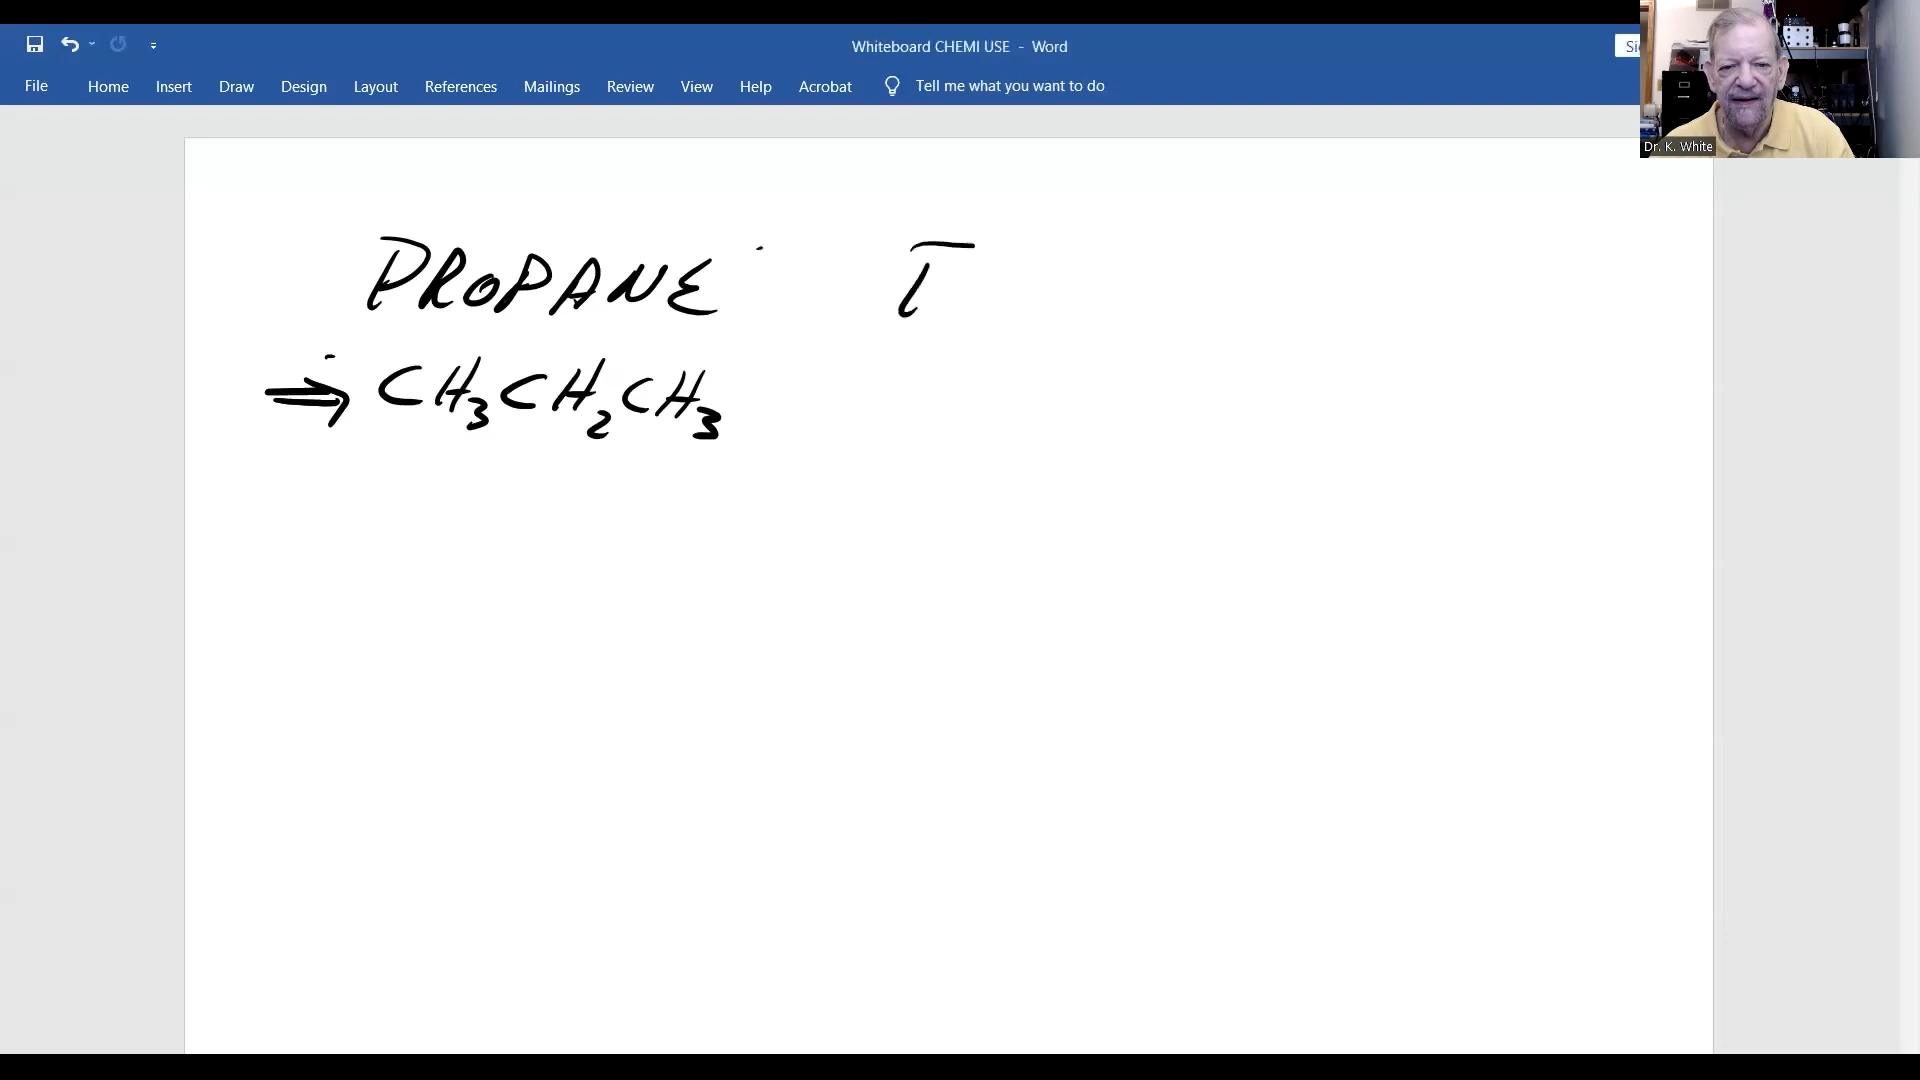 Whiteboard CHEMI USE - Word
File Home Insert Draw Design Layout References Mailings Review View Help Acrobat Tell me what you want to do
Dr. K. White
PROPANE
⇒ CH₃CH₂CH₃